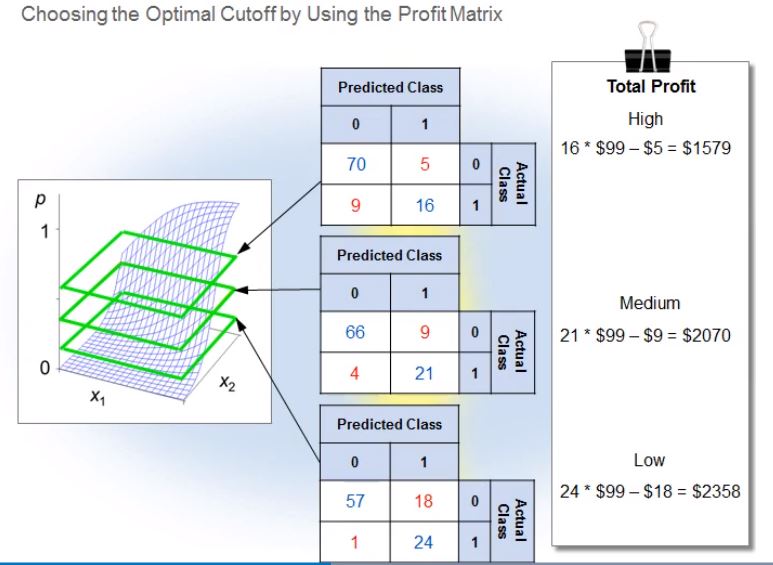 Choosing the Optimal Cutoff by Using the Profit Matrix
p
1
0
x1
x2
Predicted Class
0 1
70 5 0
9 16 1
Actual Class
Predicted Class
0 1
66 9 0
4 21 1
Actual Class
Predicted Class
0 1
57 18 0
1 24 1
Actual Class
Total Profit
High
16 * $99 – $5 = $1579
Medium
21 * $99 – $9 = $2070
Low
24 * $99 – $18 = $2358